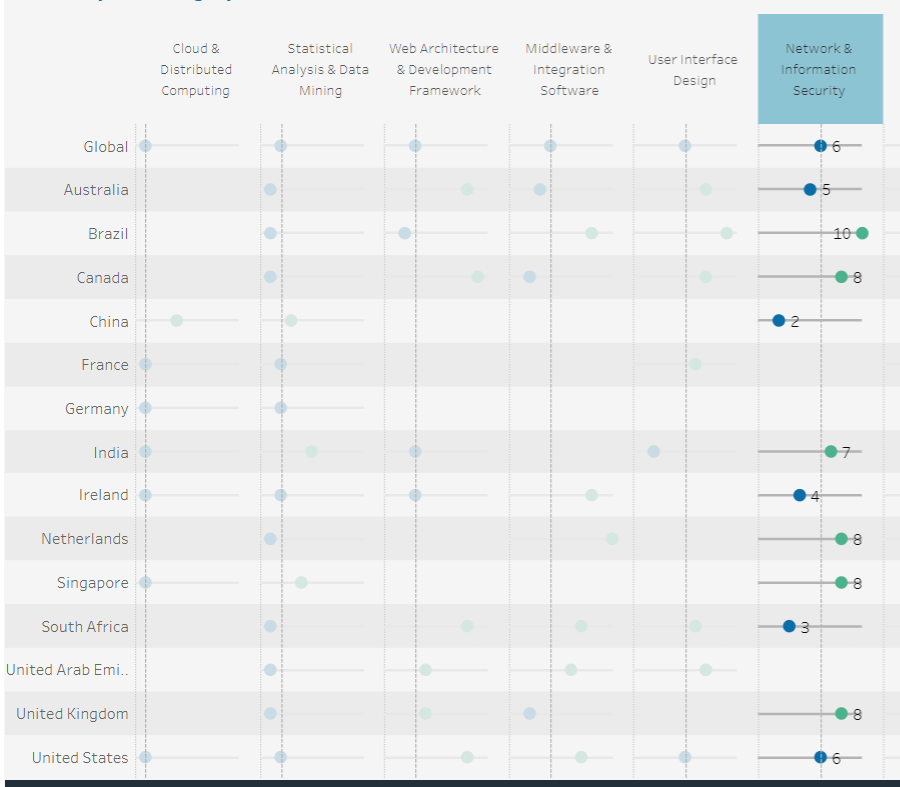 Cloud &
Distributed
Computing
Statistical
Analysis & Data
Mining
Web Architecture
& Development
Framework
Middleware &
Integration
Software
User Interface
Design
Network &
Information
Security
Global 6
Australia 5
Brazil 10
Canada 8
China 2
France
Germany
India 7
Ireland 4
Netherlands 8
Singapore 8
South Africa 3
United Arab Emi..
United Kingdom 8
United States 6